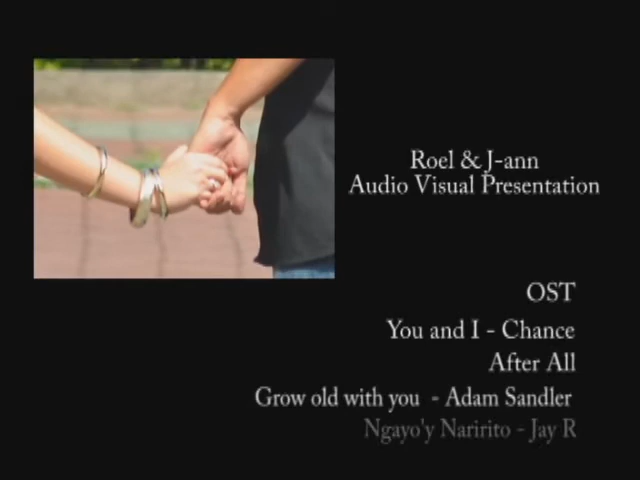 Roel & J-ann
Audio Visual Presentation
OST
You and I - Chance
After All
Grow old with you - Adam Sandler
Ngayo'y Naririto - Jay R